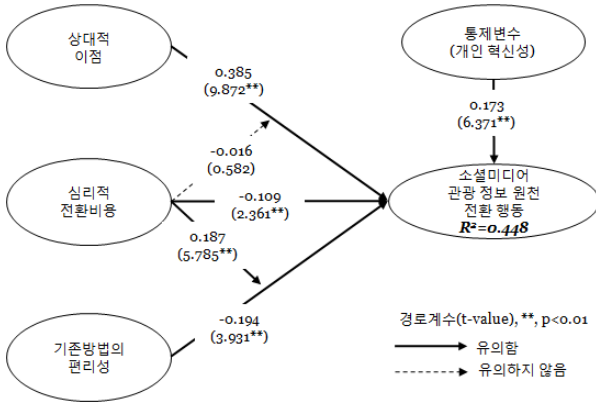 상대적
이점
통제변수
(개인 혁신성)
0.385
(9.872**)
0.173
(6.371**)
-0.016
(0.582)
심리적
전환비용
-0.109
(2.361**)
소셜미디어
관광 정보 원천
전환 행동
R²=0.448
0.187
(5.785**)
-0.194
(3.931**)
기존방법의
편리성
경로계수(t-value), **, p<0.01
유의함
유의하지 않음